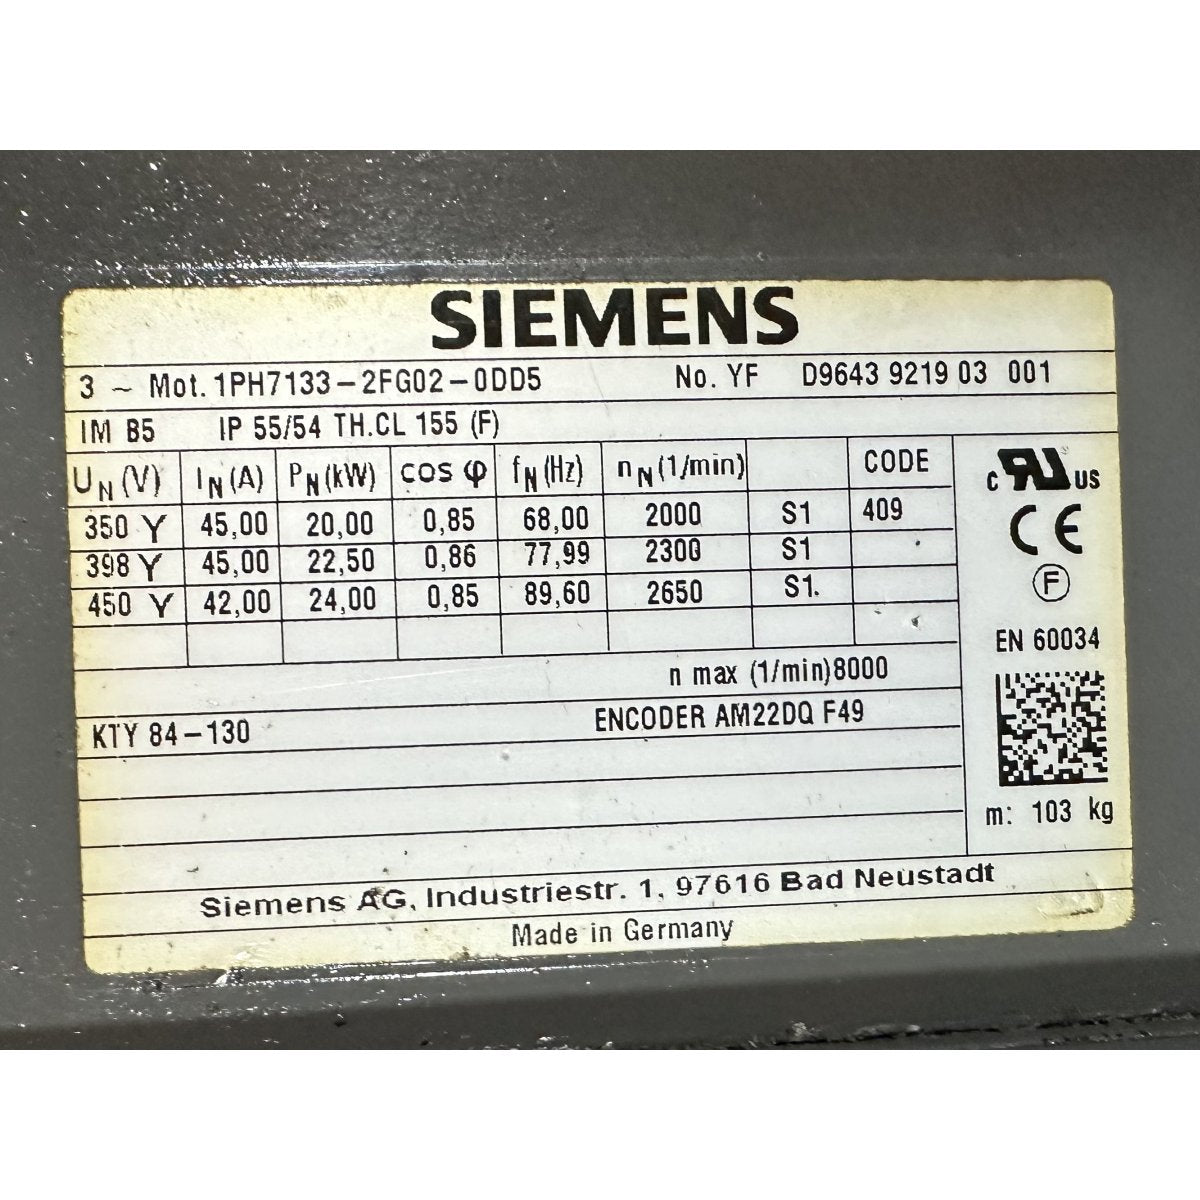 SIEMENS
3 ~ Mot. 1PH7133-2FG02-0DD5 No. YF D9643 9219 03 001
IM B5 IP 55/54 TH.CL 155 (F)
UN (V) IN (A) PN (kW) cos φ fN (Hz) nN (1/min) CODE
350 Y 45,00 20,00 0,85 68,00 2000 S1 409
398 Y 45,00 22,50 0,86 77,99 2300 S1
450 Y 42,00 24,00 0,85 89,60 2650 S1.
n max (1/min) 8000
KTY 84-130 ENCODER AM22DQ F49
c RU US
CE
F
EN 60034
m: 103 kg
Siemens AG, Industriestr. 1, 97616 Bad Neustadt
Made in Germany